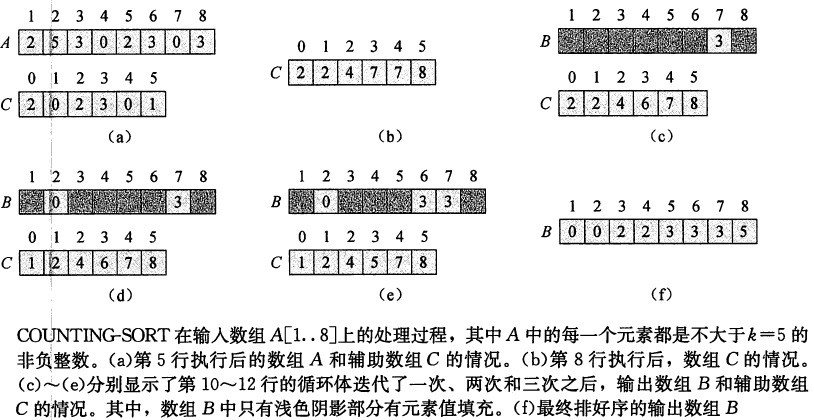 1 2 3 4 5 6 7 8
A 2 5 3 0 2 3 0 3
0 1 2 3 4 5
C 2 0 2 3 0 1
(a)
0 1 2 3 4 5
C 2 2 4 7 7 8
(b)
1 2 3 4 5 6 7 8
B 3
0 1 2 3 4 5
C 2 2 4 6 7 8
(c)
1 2 3 4 5 6 7 8
B 0 3
0 1 2 3 4 5
C 1 2 4 6 7 8
(d)
1 2 3 4 5 6 7 8
B 0 3 3
0 1 2 3 4 5
C 1 2 4 5 7 8
(e)
1 2 3 4 5 6 7 8
B 0 0 2 2 3 3 3 5
(f)
COUNTING-SORT 在输入数组 A[1..8]上的处理过程，其中 A 中的每一个元素都是不大于 k=5 的
非负整数。(a)第 5 行执行后的数组 A 和辅助数组 C 的情况。(b)第 8 行执行后，数组 C 的情况。
(c)～(e)分别显示了第 10～12 行的循环体迭代了一次、两次和三次之后，输出数组 B 和辅助数组
C 的情况。其中，数组 B 中只有浅色阴影部分有元素值填充。(f)最终排好序的输出数组 B